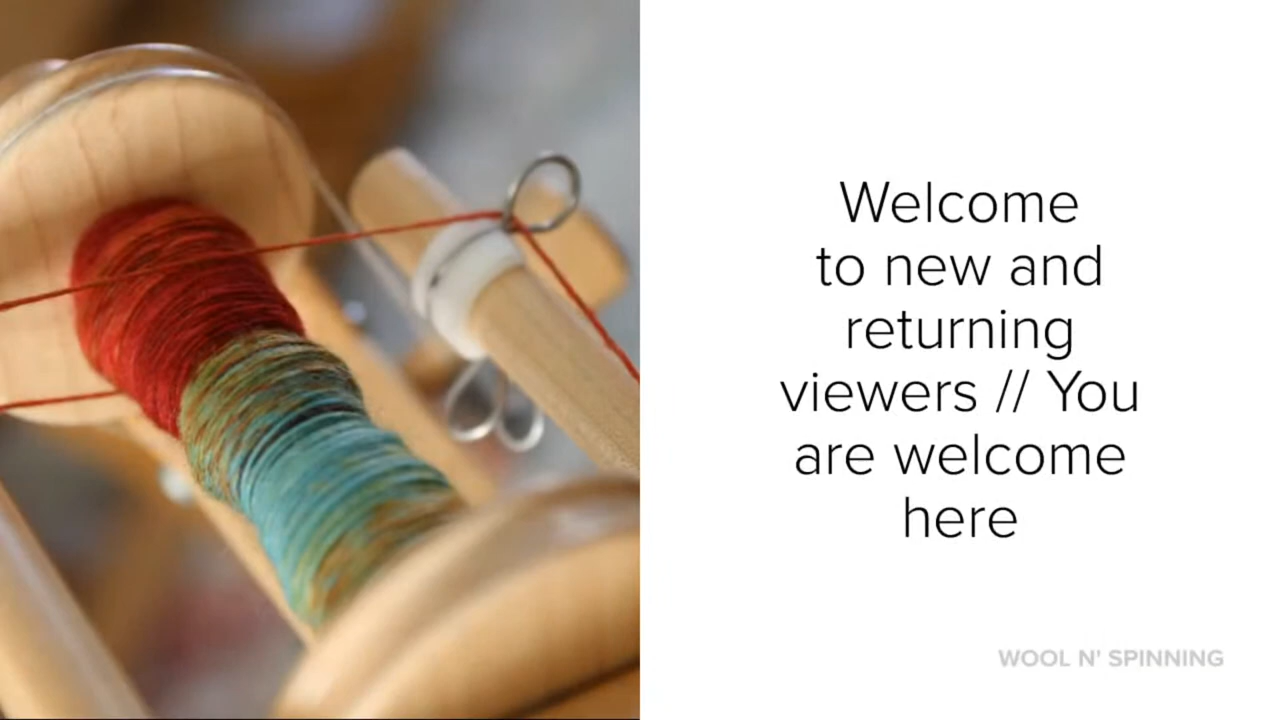 Welcome
to new and
returning
viewers // You
are welcome
here
WOOL N' SPINNING